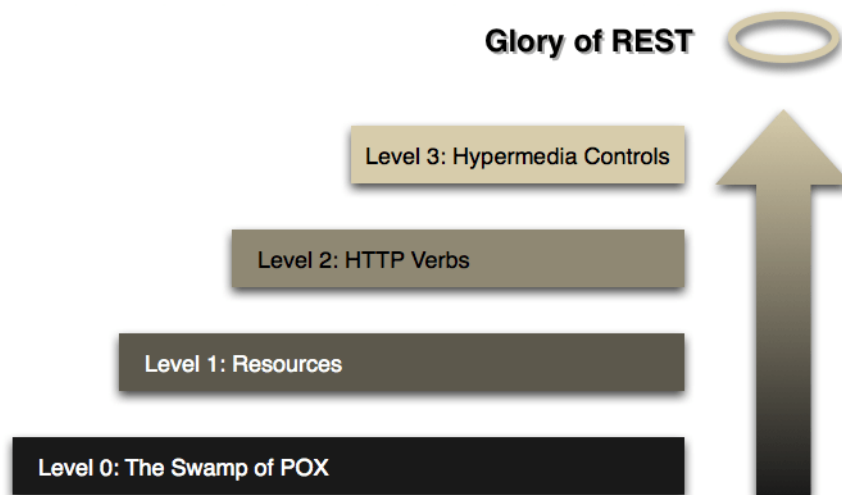 Glory of REST
Level 3: Hypermedia Controls
Level 2: HTTP Verbs
Level 1: Resources
Level 0: The Swamp of POX